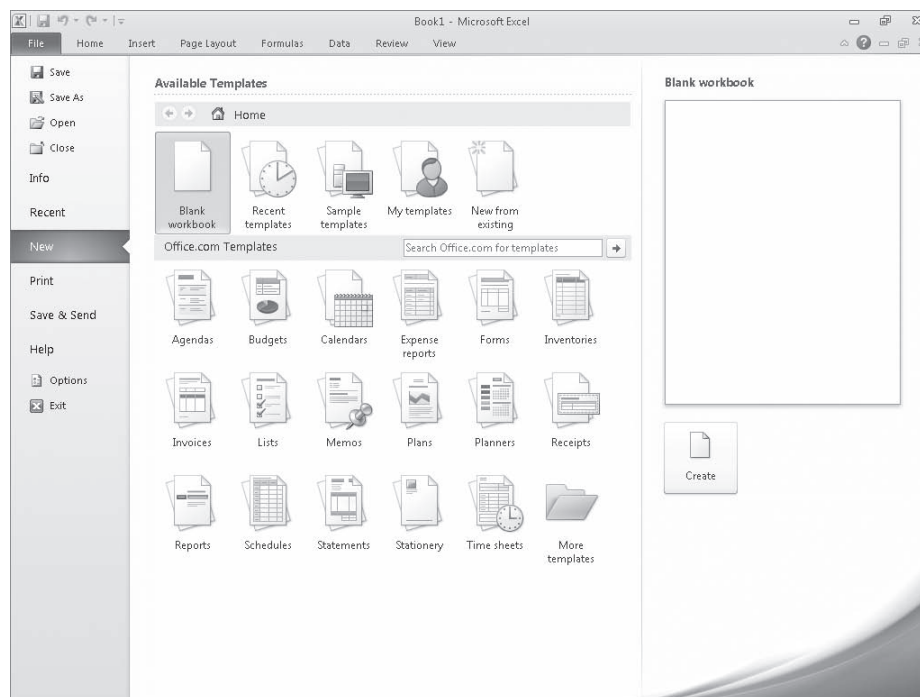 Book1 - Microsoft Excel
File Home Insert Page Layout Formulas Data Review View
Save
Save As
Open
Close
Info
Recent
New
Print
Save & Send
Help
Options
Exit
Available Templates
Home
Blank workbook
Recent templates
Sample templates
My templates
New from existing
Office.com Templates
Search Office.com for templates
Agendas
Budgets
Calendars
Expense reports
Forms
Inventories
Invoices
Lists
Memos
Plans
Planners
Receipts
Reports
Schedules
Statements
Stationery
Time sheets
More templates
Blank workbook
Create